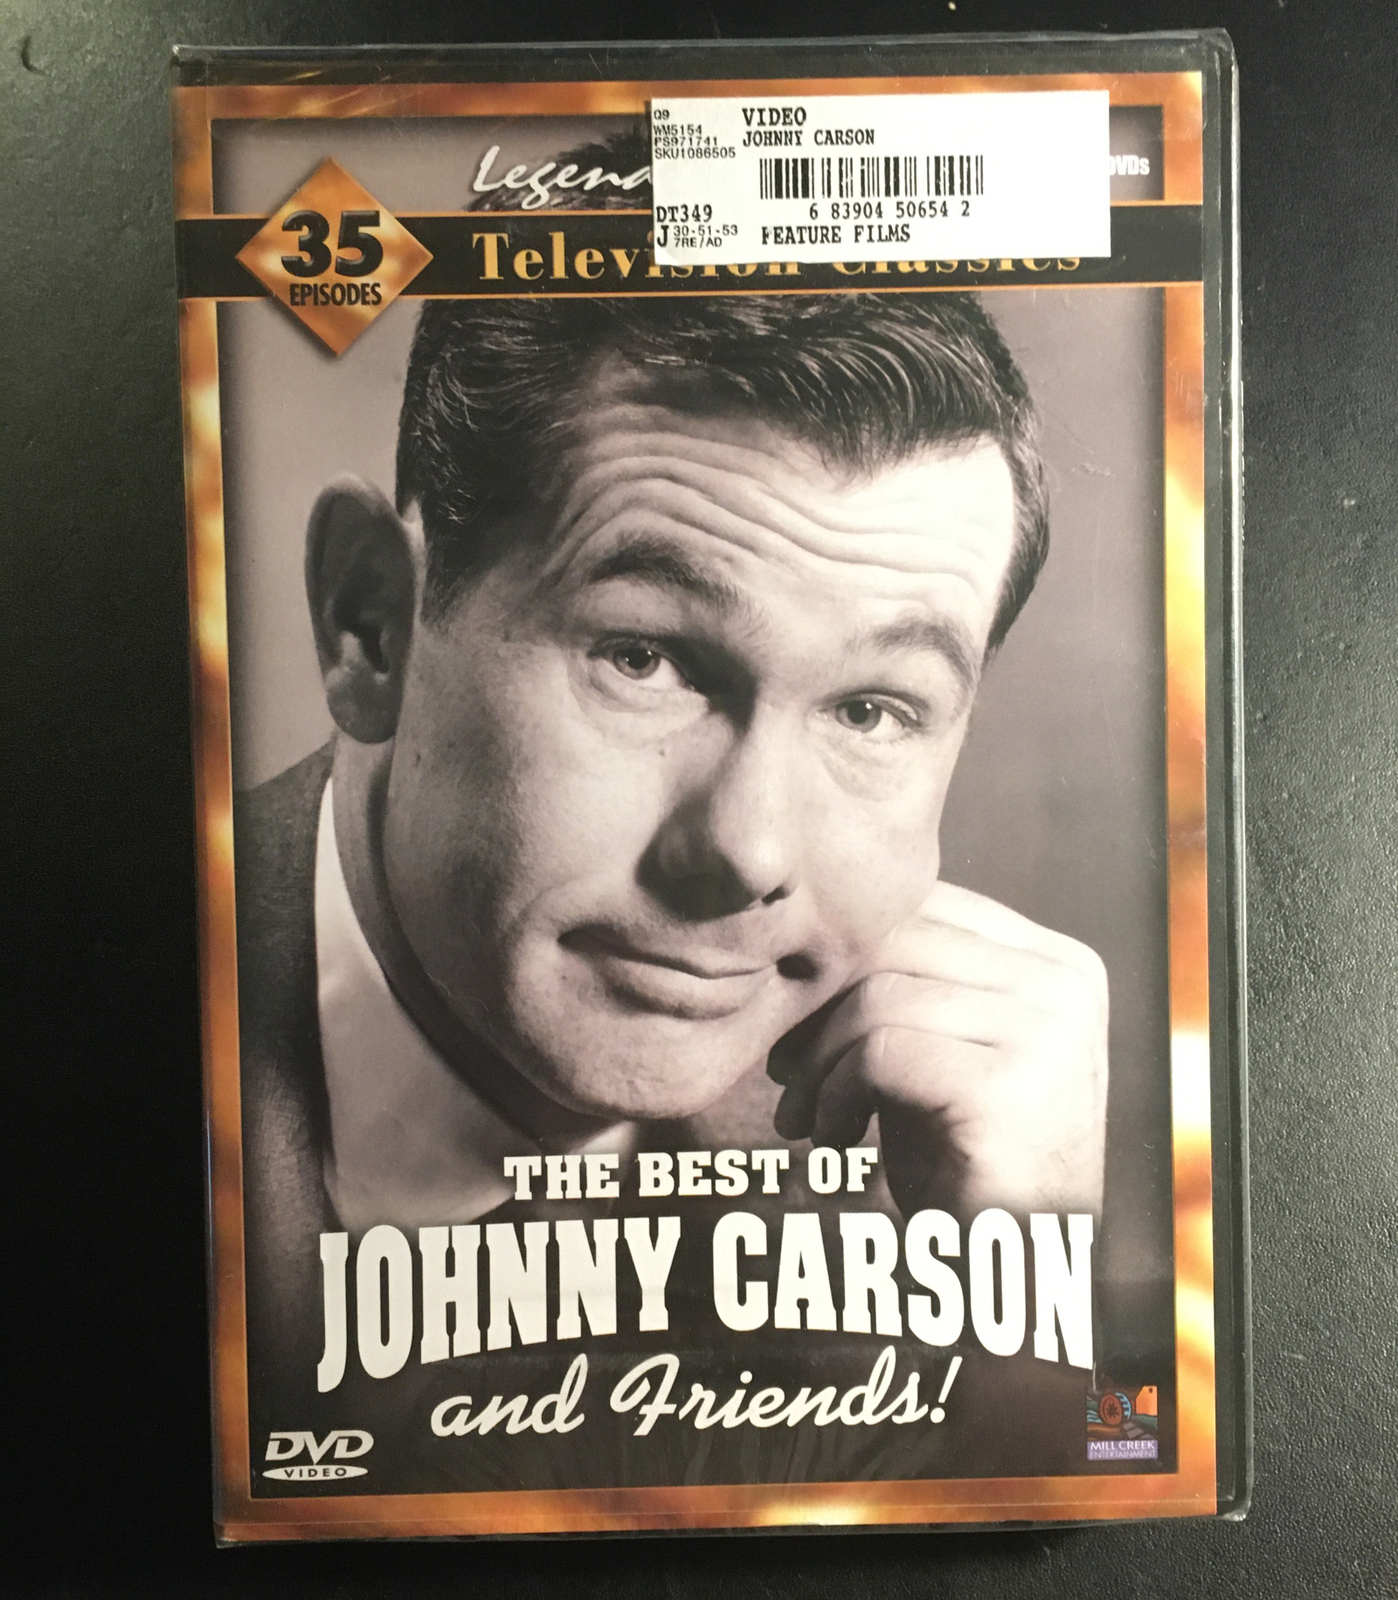 Q9
WM5154
PS971741
SKU1086505
VIDEO
JOHNNY CARSON
6 83904 50654 2
DT349
J 30-51-53
7RE/AD
FEATURE FILMS
DVDs
35
EPISODES
Television Classics
THE BEST OF
JOHNNY CARSON
and Friends!
DVD
VIDEO
MILL CREEK
ENTERTAINMENT